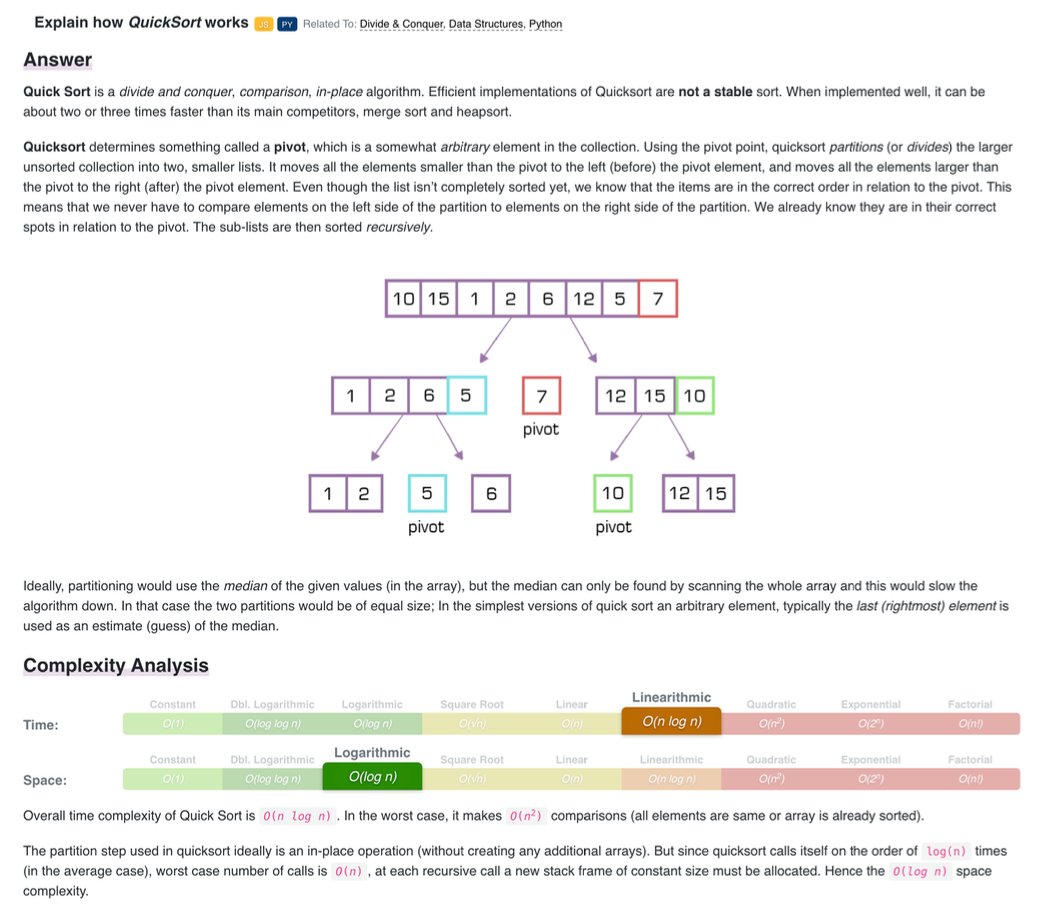 Explain how QuickSort works JS PY Related To: Divide & Conquer, Data Structures, Python
Answer
Quick Sort is a divide and conquer, comparison, in-place algorithm. Efficient implementations of Quicksort are not a stable sort. When implemented well, it can be
about two or three times faster than its main competitors, merge sort and heapsort.
Quicksort determines something called a pivot, which is a somewhat arbitrary element in the collection. Using the pivot point, quicksort partitions (or divides) the larger
unsorted collection into two, smaller lists. It moves all the elements smaller than the pivot to the left (before) the pivot element, and moves all the elements larger than
the pivot to the right (after) the pivot element. Even though the list isn't completely sorted yet, we know that the items are in the correct order in relation to the pivot. This
means that we never have to compare elements on the left side of the partition to elements on the right side of the partition. We already know they are in their correct
spots in relation to the pivot. The sub-lists are then sorted recursively.
10 15 1 2 6 12 5 7
1 2 6 5 7 12 15 10
pivot
1 2 5 6 10 12 15
pivot pivot
Ideally, partitioning would use the median of the given values (in the array), but the median can only be found by scanning the whole array and this would slow the
algorithm down. In that case the two partitions would be of equal size; In the simplest versions of quick sort an arbitrary element, typically the last (rightmost) element is
used as an estimate (guess) of the median.
Complexity Analysis
Constant Dbl. Logarithmic Logarithmic Square Root Linear Linearithmic Quadratic Exponential Factorial
Time: O(1) O(log log n) O(log n) O(√n) O(n) O(n log n) O(n²) O(2ⁿ) O(n!)
Constant Dbl. Logarithmic Logarithmic Square Root Linear Linearithmic Quadratic Exponential Factorial
Space: O(1) O(log log n) O(log n) O(√n) O(n) O(n log n) O(n²) O(2ⁿ) O(n!)
Overall time complexity of Quick Sort is O(n log n) . In the worst case, it makes O(n²) comparisons (all elements are same or array is already sorted).
The partition step used in quicksort ideally is an in-place operation (without creating any additional arrays). But since quicksort calls itself on the order of log(n) times
(in the average case), worst case number of calls is O(n) , at each recursive call a new stack frame of constant size must be allocated. Hence the O(log n) space
complexity.